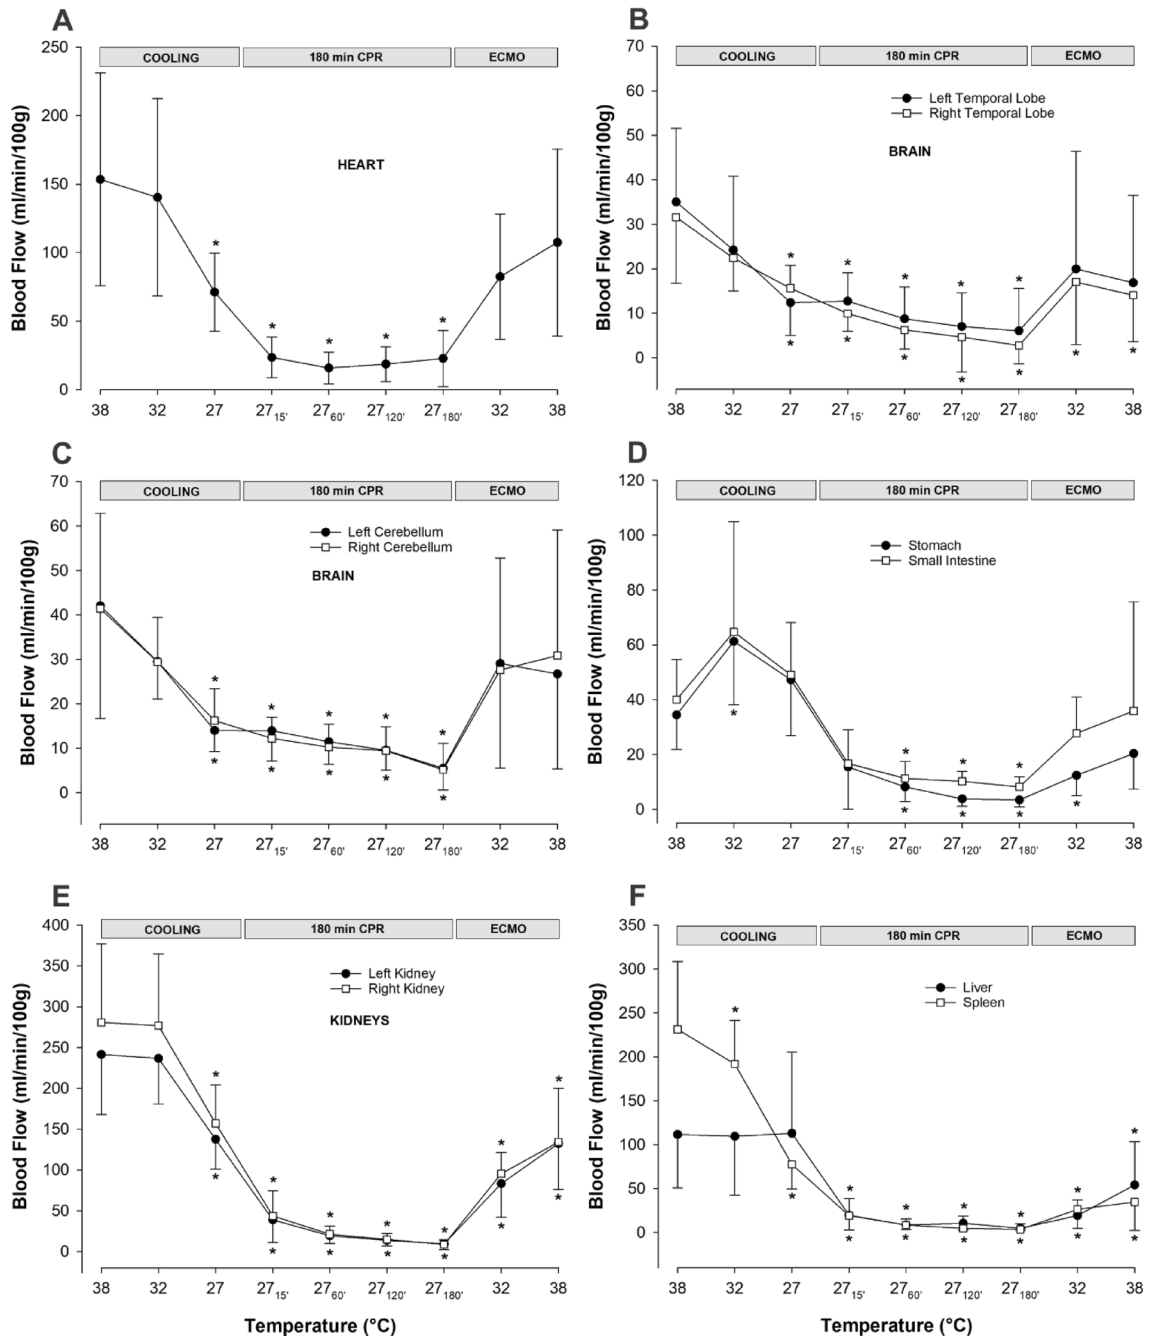 A
Blood Flow (ml/min/100g)
250
200
150
100
50
0
COOLING 180 min CPR ECMO
HEART
* * * * *
38 32 27 27 15' 27 60' 27 120' 27 180' 32 38
B
Blood Flow (ml/min/100g)
70
60
50
40
30
20
10
0
COOLING 180 min CPR ECMO
Left Temporal Lobe
Right Temporal Lobe
BRAIN
* * * * *
* * * * * * *
38 32 27 27 15' 27 60' 27 120' 27 180' 32 38
C
Blood Flow (ml/min/100g)
70
60
50
40
30
20
10
0
COOLING 180 min CPR ECMO
Left Cerebellum
Right Cerebellum
BRAIN
* * * * *
* * * * *
38 32 27 27 15' 27 60' 27 120' 27 180' 32 38
D
Blood Flow (ml/min/100g)
120
100
80
60
40
20
0
COOLING 180 min CPR ECMO
Stomach
Small Intestine
* * *
* * * * *
38 32 27 27 15' 27 60' 27 120' 27 180' 32 38
E
Blood Flow (ml/min/100g)
400
350
300
250
200
150
100
50
0
COOLING 180 min CPR ECMO
Left Kidney
Right Kidney
KIDNEYS
* * * * * * *
* * * * * * *
38 32 27 27 15' 27 60' 27 120' 27 180' 32 38
Temperature (°C)
F
Blood Flow (ml/min/100g)
350
300
250
200
150
100
50
0
COOLING 180 min CPR ECMO
Liver
Spleen
* * * * * * *
* * * * * * *
38 32 27 27 15' 27 60' 27 120' 27 180' 32 38
Temperature (°C)